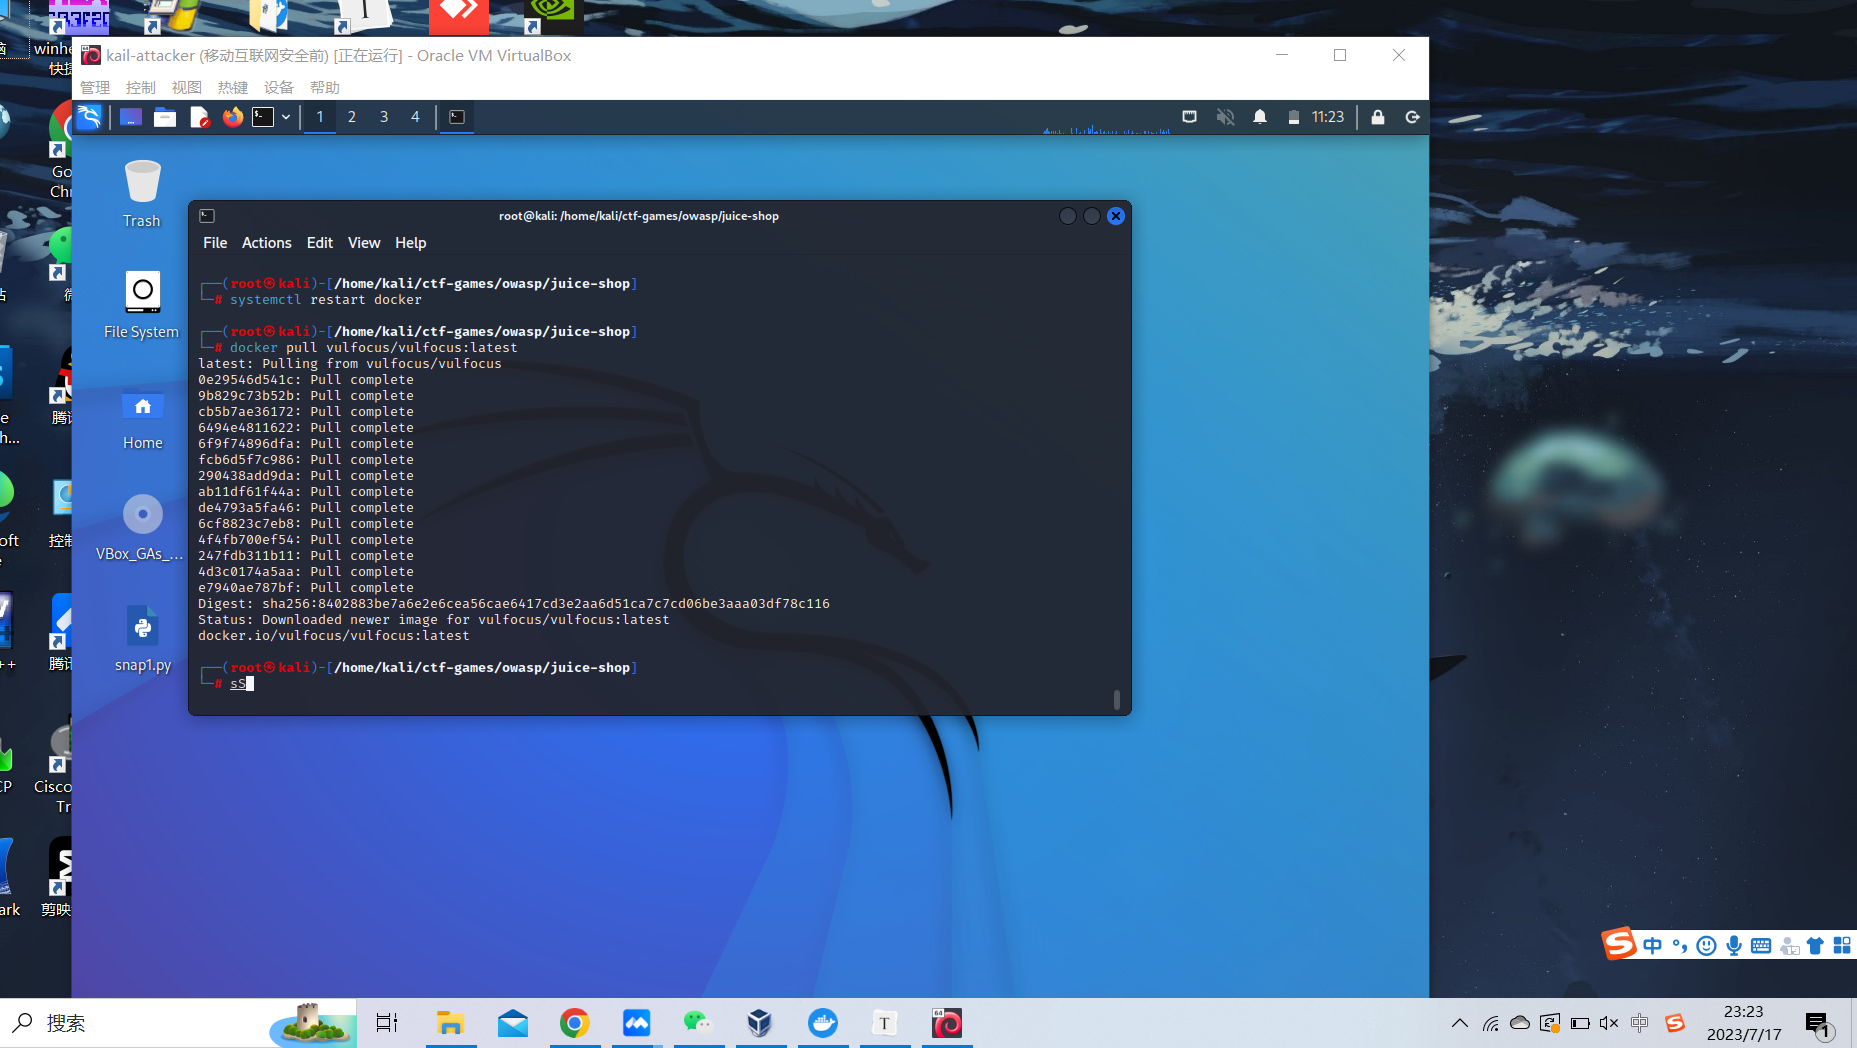 winhe
快捷
kail-attacker (移动互联网安全前) [正在运行] - Oracle VM VirtualBox
管理 控制 视图 热键 设备 帮助
1 2 3 4
11:23
Trash
File System
Home
VBox_GAs_...
snap1.py
root@kali: /home/kali/ctf-games/owasp/juice-shop
File Actions Edit View Help
┌──(root㉿kali)-[/home/kali/ctf-games/owasp/juice-shop]
└─# systemctl restart docker
┌──(root㉿kali)-[/home/kali/ctf-games/owasp/juice-shop]
└─# docker pull vulfocus/vulfocus:latest
latest: Pulling from vulfocus/vulfocus
0e29546d541c: Pull complete
9b829c73b52b: Pull complete
cb5b7ae36172: Pull complete
6494e4811622: Pull complete
6f9f74896dfa: Pull complete
fcb6d5f7c986: Pull complete
290438add9da: Pull complete
ab11df61f44a: Pull complete
de4793a5fa46: Pull complete
6cf8823c7eb8: Pull complete
4f4fb700ef54: Pull complete
247fdb311b11: Pull complete
4d3c0174a5aa: Pull complete
e7940ae787bf: Pull complete
Digest: sha256:8402883be7a6e2e6cea56cae6417cd3e2aa6d51ca7c7cd06be3aaa03df78c116
Status: Downloaded newer image for vulfocus/vulfocus:latest
docker.io/vulfocus/vulfocus:latest
┌──(root㉿kali)-[/home/kali/ctf-games/owasp/juice-shop]
└─# sS
Go
Chr
微
腾讯
h...
控制
oft
++
腾讯
CP
Cisco
Tr
ark
剪映
中
搜索
中
23:23
2023/7/17
1